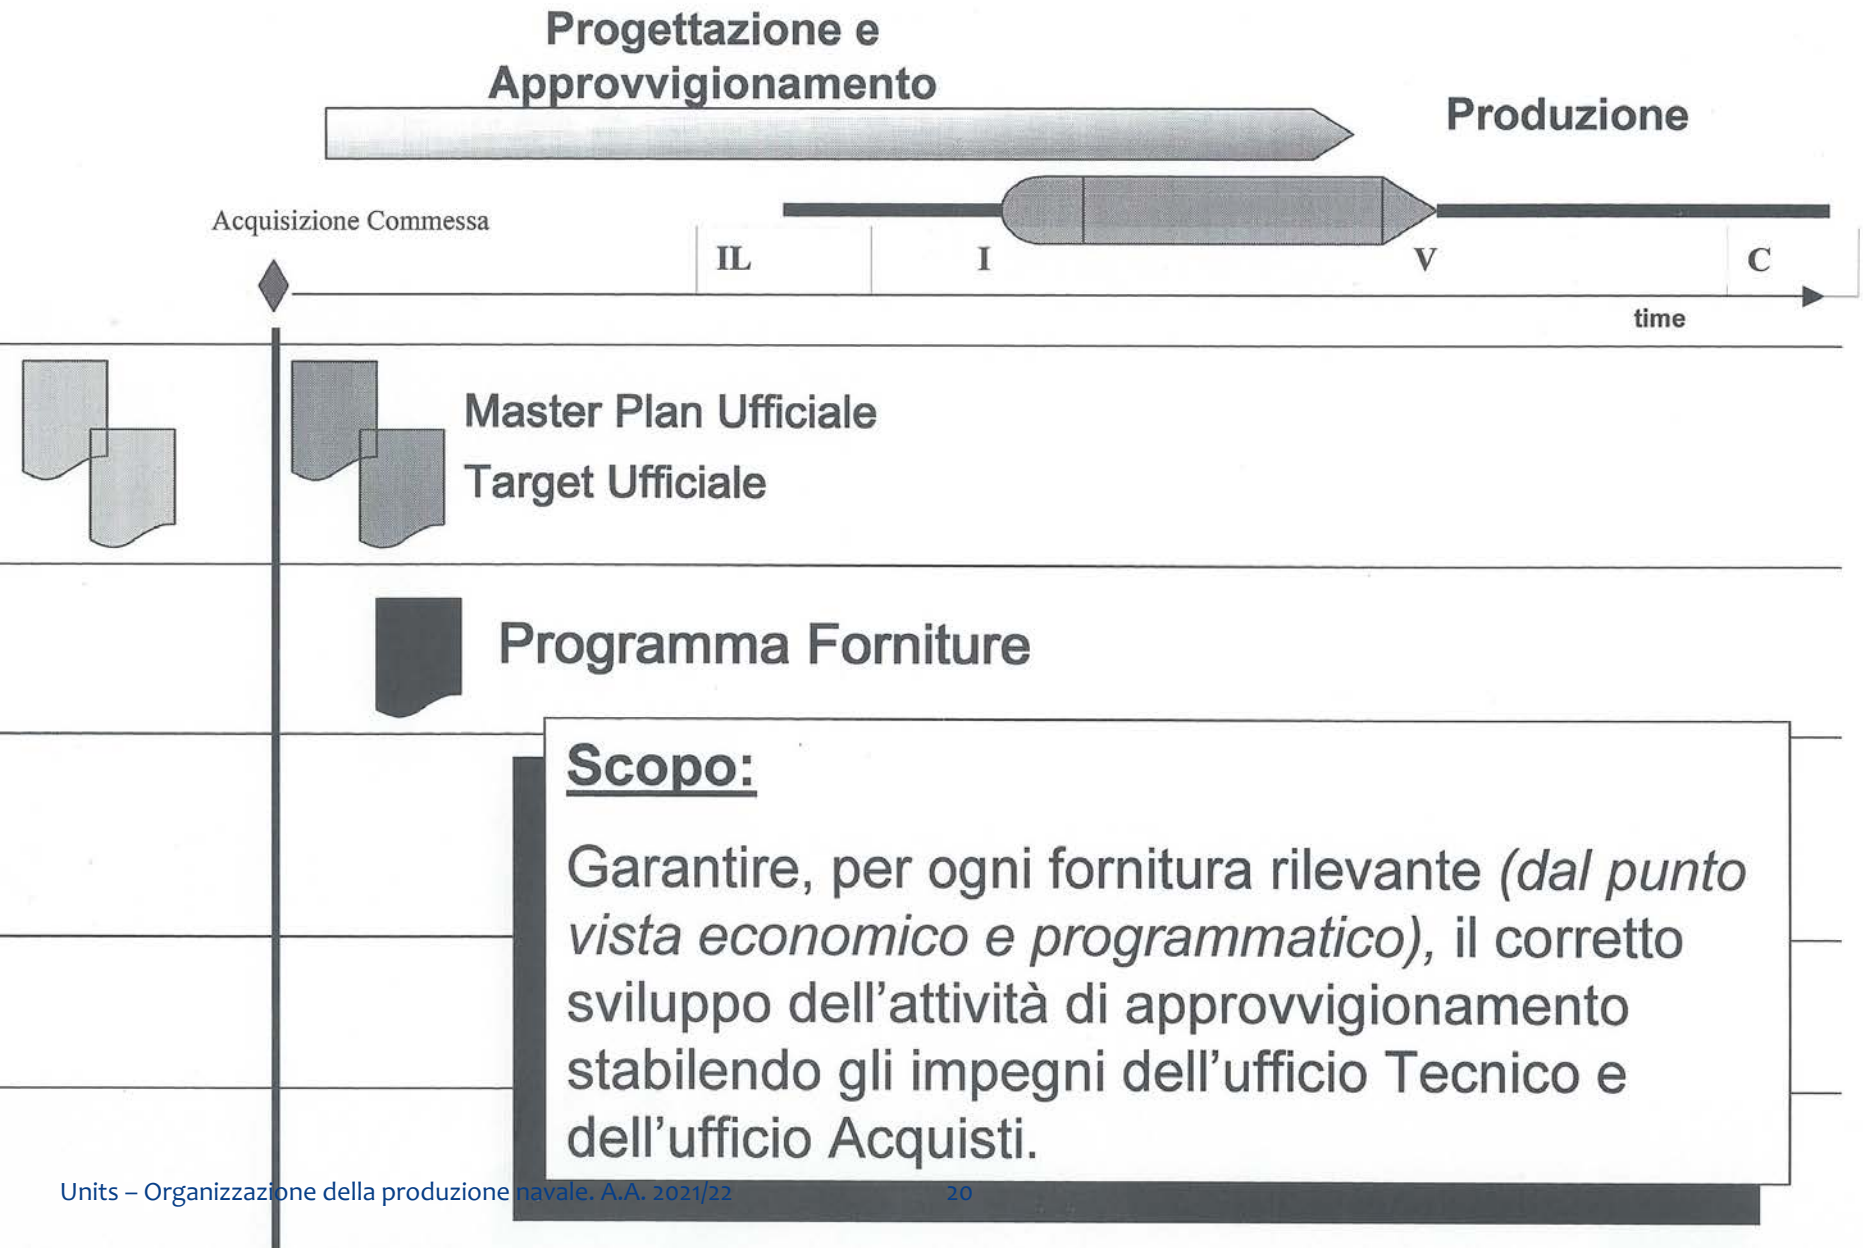 Progettazione e
Approvvigionamento
Produzione
Acquisizione Commessa
IL
I
V
C
time
Master Plan Ufficiale
Target Ufficiale
Programma Forniture
Scopo:
Garantire, per ogni fornitura rilevante (dal punto
vista economico e programmatico), il corretto
sviluppo dell'attività di approvvigionamento
stabilendo gli impegni dell'ufficio Tecnico e
dell'ufficio Acquisti.
Units – Organizzazione della produzione navale. A.A. 2021/22
20